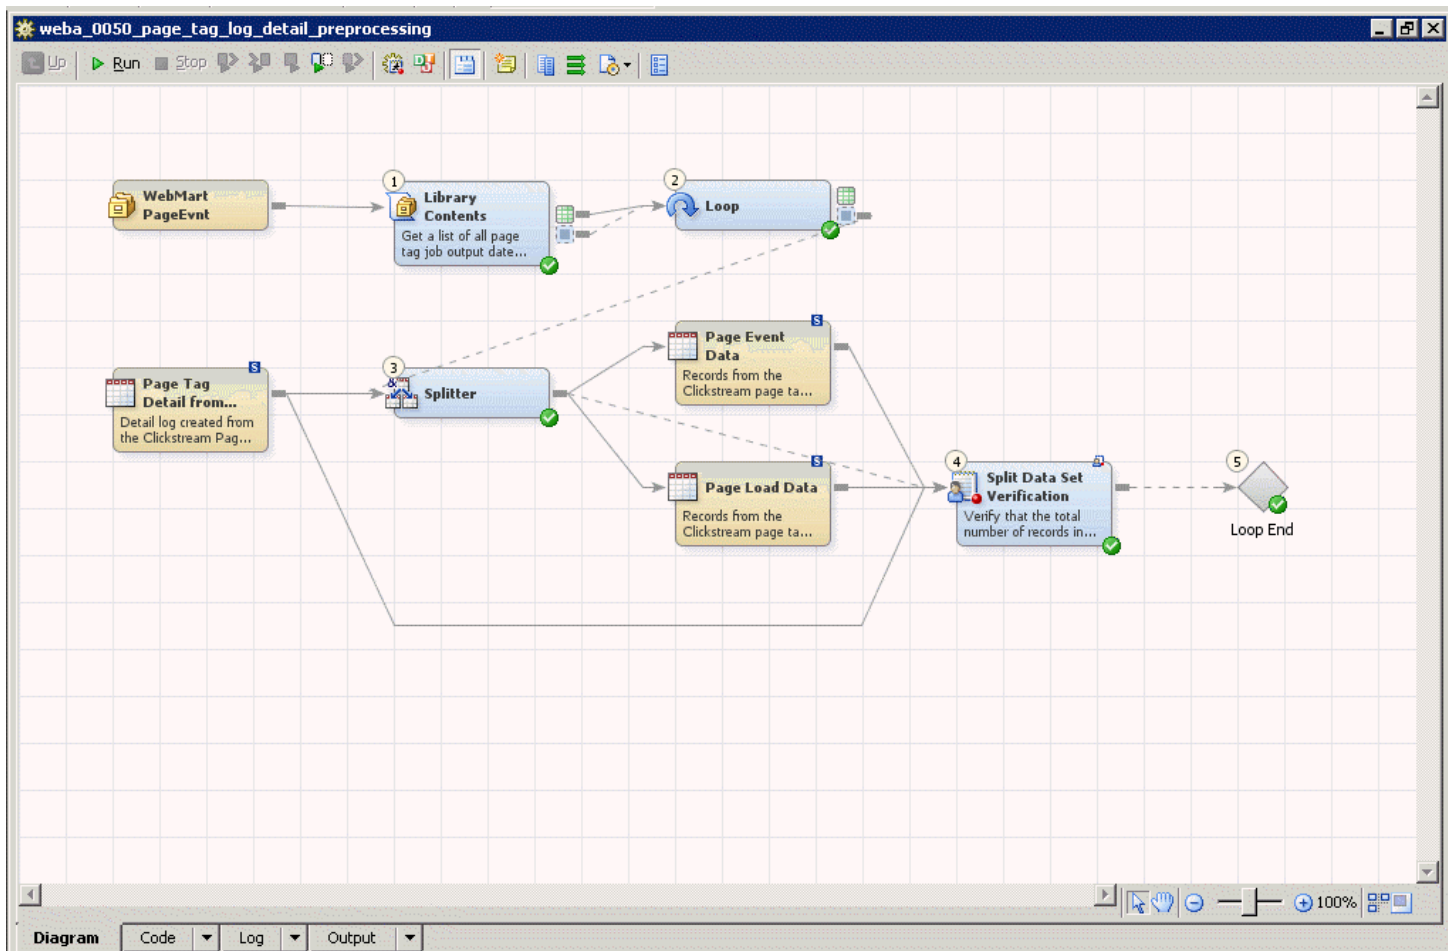 weba_0050_page_tag_log_detail_preprocessing
Up
Run
Stop
WebMart
PageEvnt
1
Library
Contents
Get a list of all page
tag job output date...
2
Loop
Page Tag
Detail from...
Detail log created from
the Clickstream Pag...
S
3
Splitter
Page Event
Data
Records from the
Clickstream page ta...
S
Page Load Data
Records from the
Clickstream page ta...
S
4
Split Data Set
Verification
Verify that the total
number of records in...
5
Loop End
100%
Diagram
Code
Log
Output